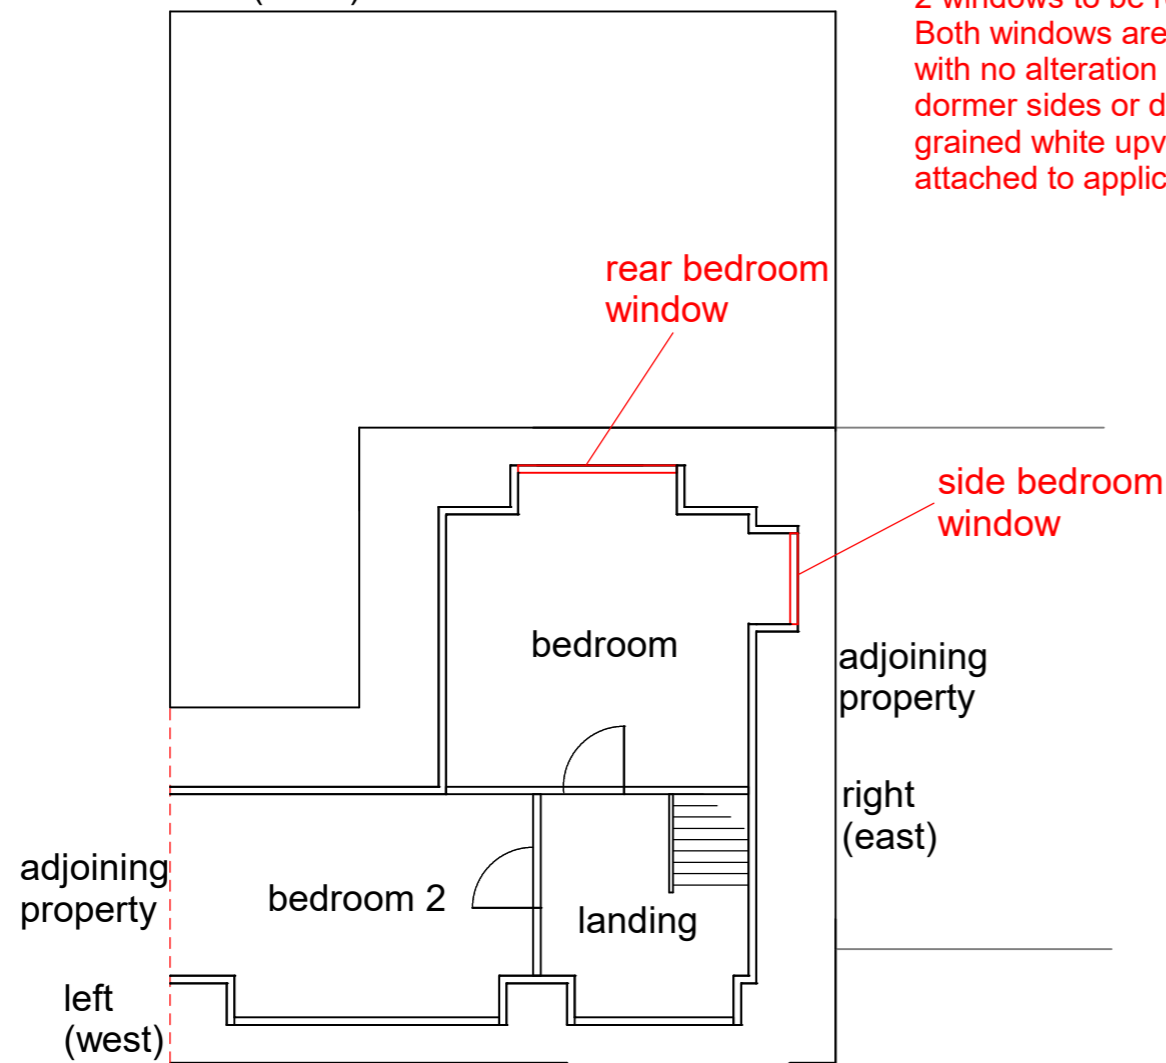 Both windows are
with no alteration
dormer sides or d
grained white upv
attached to applic
rear bedroom
window
side bedroom
window
bedroom
adjoining
property
right
(east)
adjoining
property
bedroom 2
landing
left
(west)